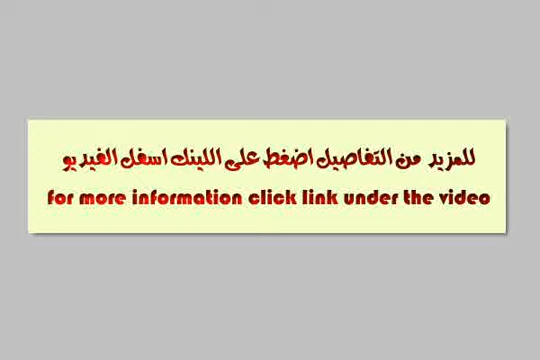 للمزيد من التفاصيل اضغط على اللينك اسفل الفيديو
for more information click link under the video